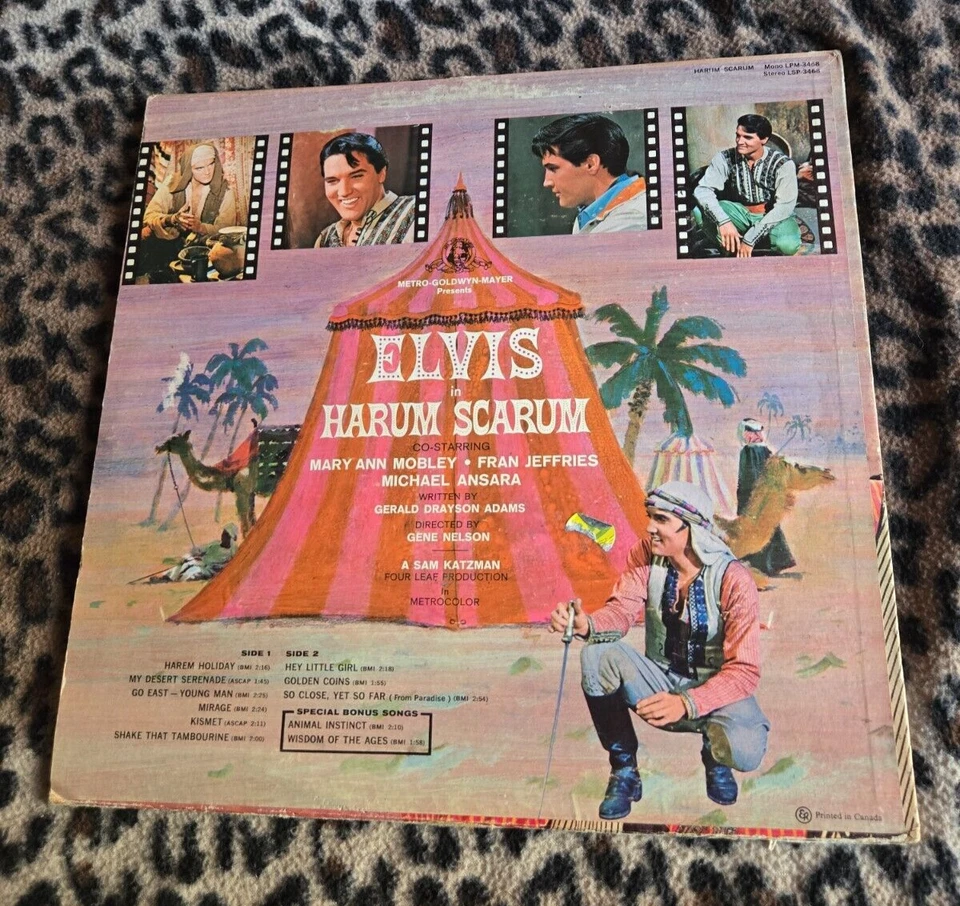 HARUM SCARUM Mono LPM-3468
Stereo LSP-3468
METRO-GOLDWYN-MAYER
Presents
ELVIS
in
HARUM SCARUM
CO-STARRING
MARY ANN MOBLEY • FRAN JEFFRIES
MICHAEL ANSARA
WRITTEN BY
GERALD DRAYSON ADAMS
DIRECTED BY
GENE NELSON
A SAM KATZMAN
FOUR LEAF PRODUCTION
in
METROCOLOR
SIDE 1
HAREM HOLIDAY (BMI 2:16)
MY DESERT SERENADE (ASCAP 1:45)
GO EAST — YOUNG MAN (BMI 2:25)
MIRAGE (BMI 2:24)
KISMET (ASCAP 2:11)
SHAKE THAT TAMBOURINE (BMI 2:00)
SIDE 2
HEY LITTLE GIRL (BMI 2:18)
GOLDEN COINS (BMI 1:55)
SO CLOSE, YET SO FAR (From Paradise) (BMI 2:54)
SPECIAL BONUS SONGS
ANIMAL INSTINCT (BMI 2:10)
WISDOM OF THE AGES (BMI 1:58)
Printed in Canada